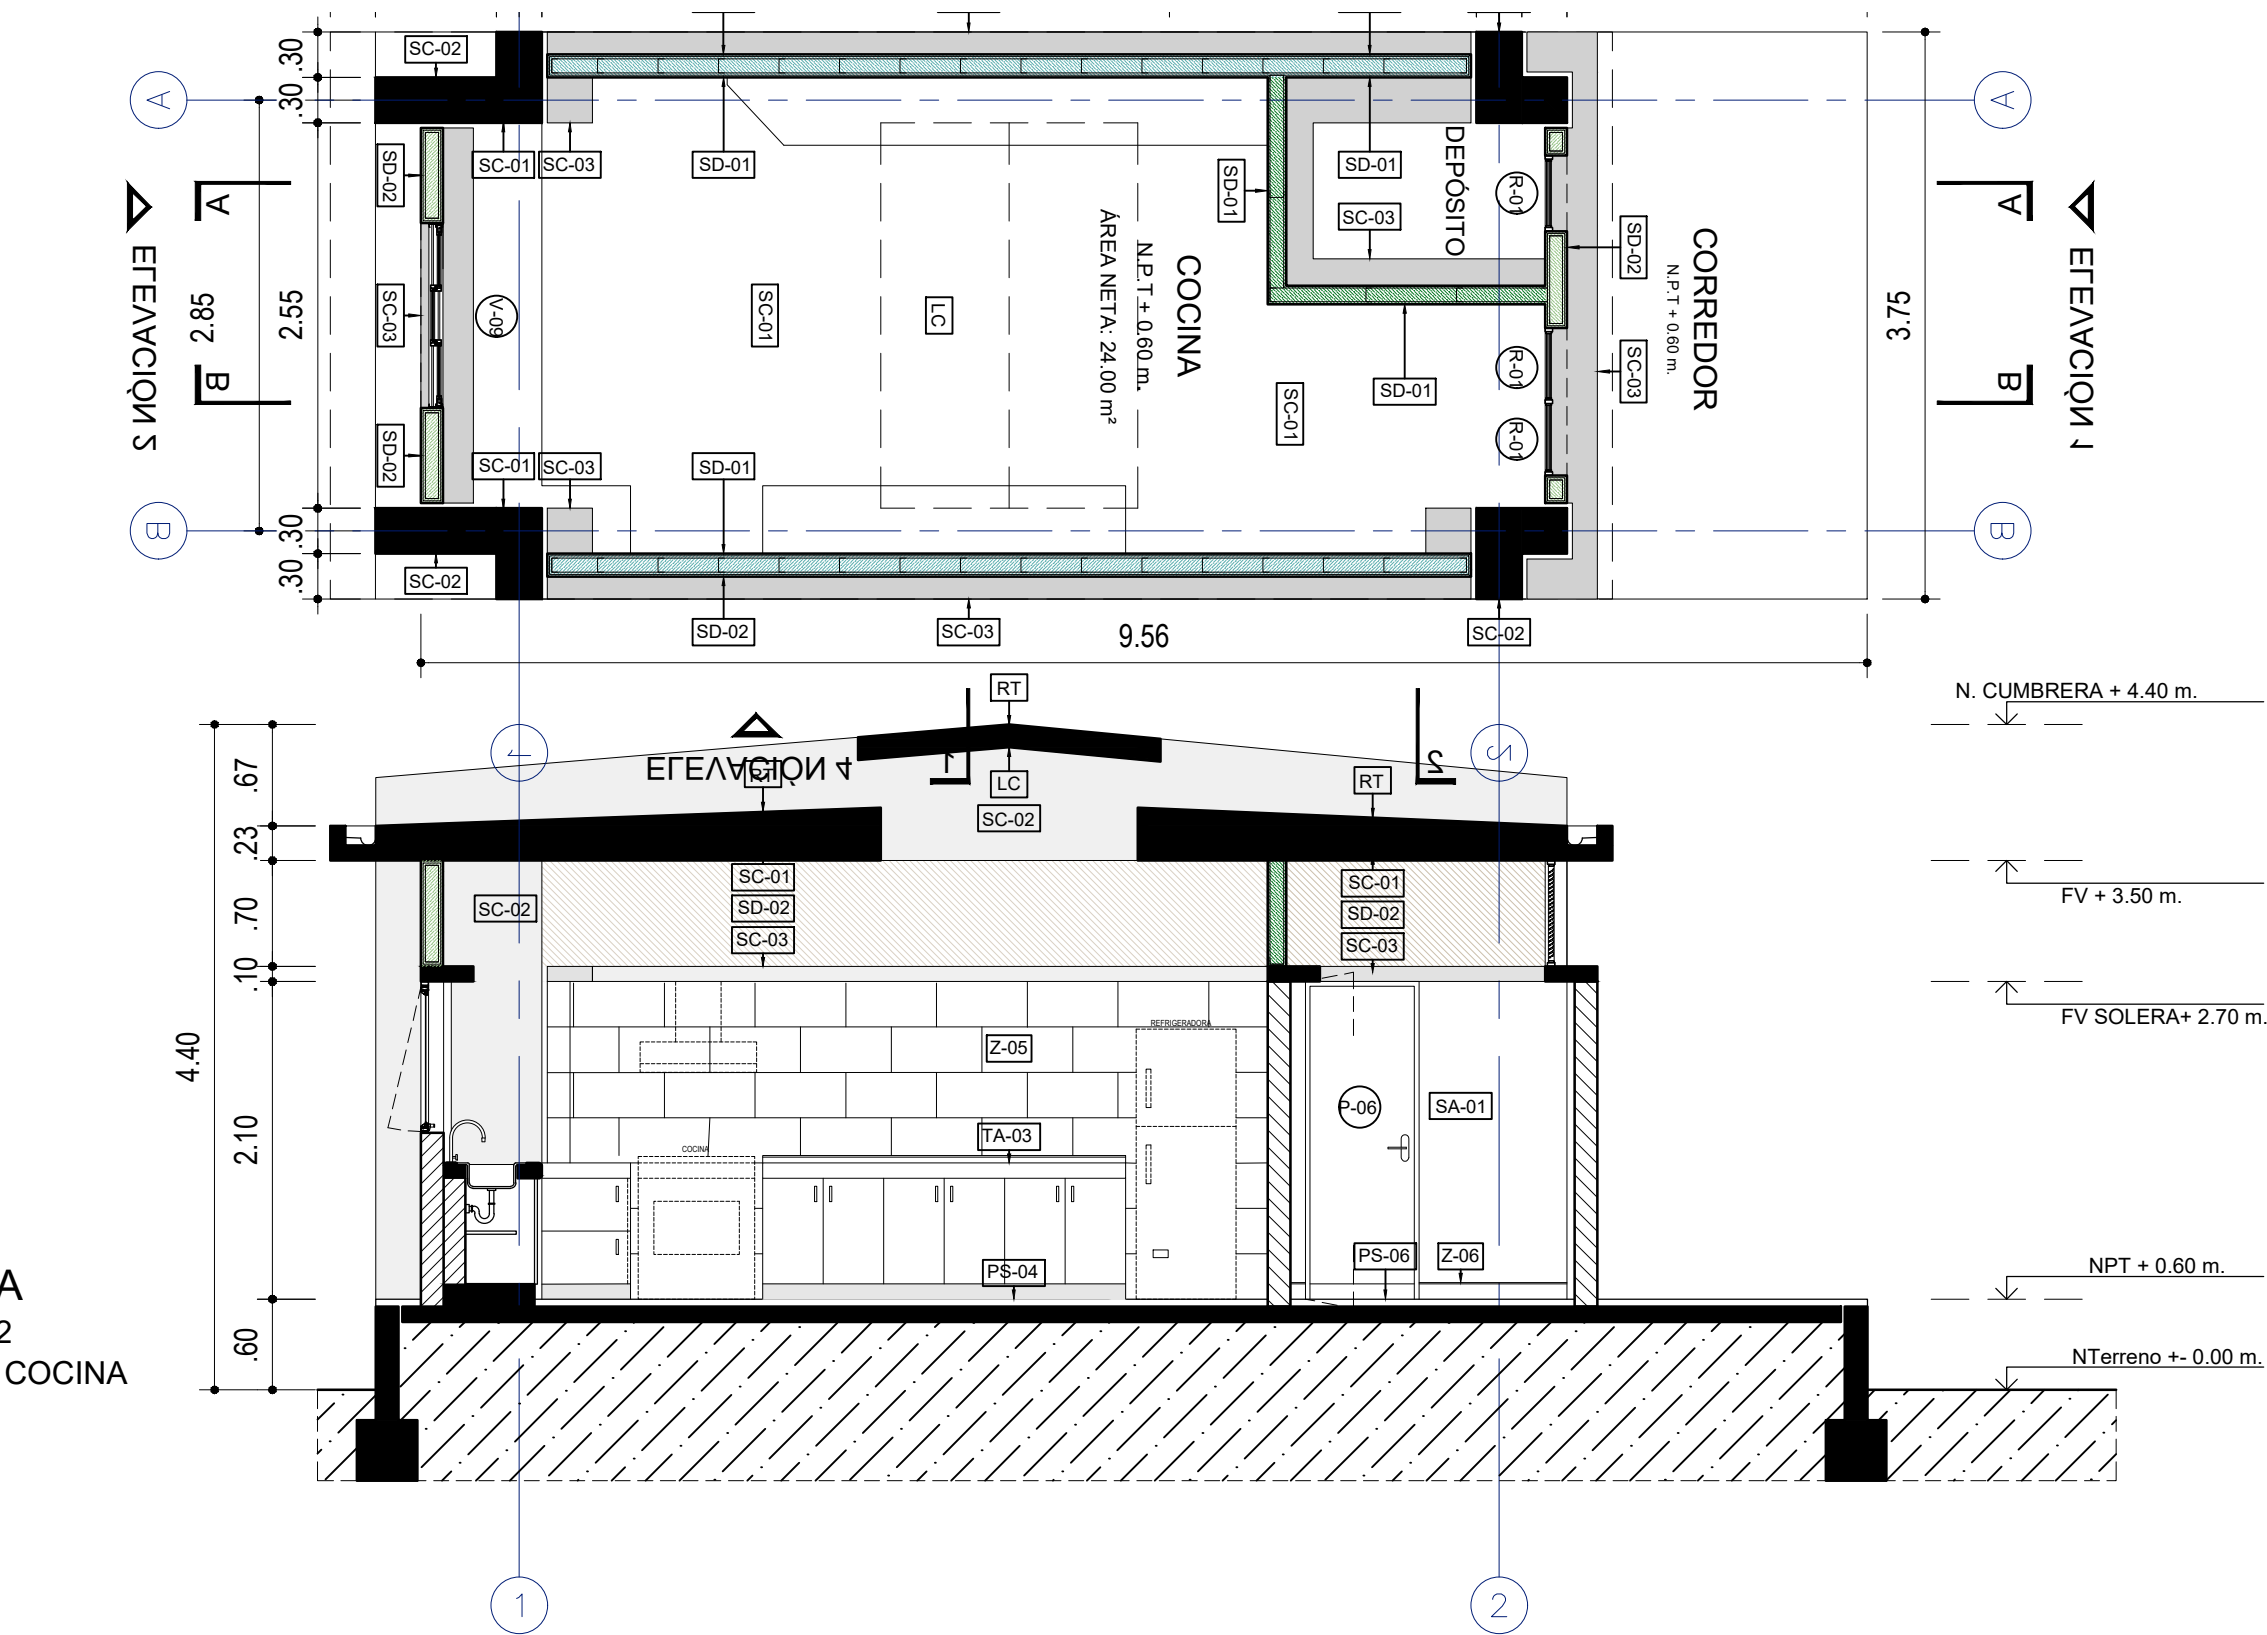 .30
.30
2.85
2.55
.30
.30
3.75
9.56
SC-02
A
A
SD-02
SC-01
SC-03
SD-01
SD-01
SD-01
SC-03
DEPÓSITO
R-01
SD-02
CORREDOR
N.P.T + 0.60 m.
A
A
ELEVACIÓN 2
ELEVACIÓN 1
SC-03
V-09
SC-01
LC
COCINA
N.P.T + 0.60 m.
ÁREA NETA: 24.00 m²
SD-01
SC-01
R-01
R-01
SC-03
B
B
SD-02
SC-01
SC-03
SD-01
B
B
SC-02
SD-02
SC-03
SC-02
RT
N. CUMBRERA + 4.40 m.
1
ELEVACIÓN 4
1
2
2
RT
LC
RT
SC-02
.67
.23
.70
.10
2.10
.60
4.40
SC-01
SD-02
SC-03
SC-01
SD-02
SC-03
SC-02
FV + 3.50 m.
FV SOLERA+ 2.70 m.
REFRIGERADORA
Z-05
P-06
SA-01
TA-03
COCINA
PS-04
PS-06
Z-06
NPT + 0.60 m.
A
2
COCINA
NTerreno +- 0.00 m.
1
2